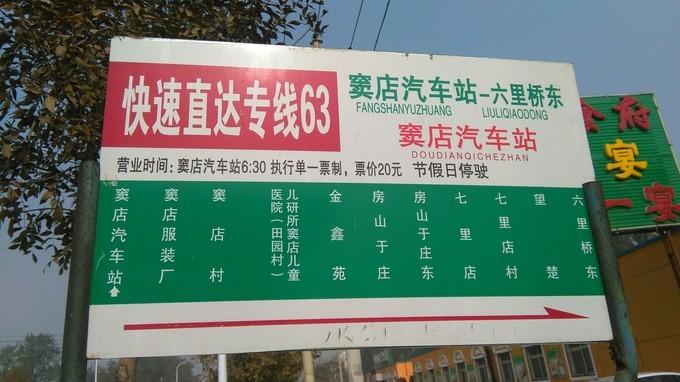 快速直达专线63
窦店汽车站-六里桥东
FANGSHANYUZHUANG LIULIQIAODONG
窦店汽车站
DOUDIANQICHEZHAN
营业时间: 窦店汽车站6:30 执行单一票制，票价20元 节假日停驶
窦店汽车站
窦店服装厂
窦店村
儿研所窦店儿童
医院（田园村）
金鑫苑
房山于庄
房山于庄东
七里店
七里店村
望楚
六里桥东
府
宴
一宴